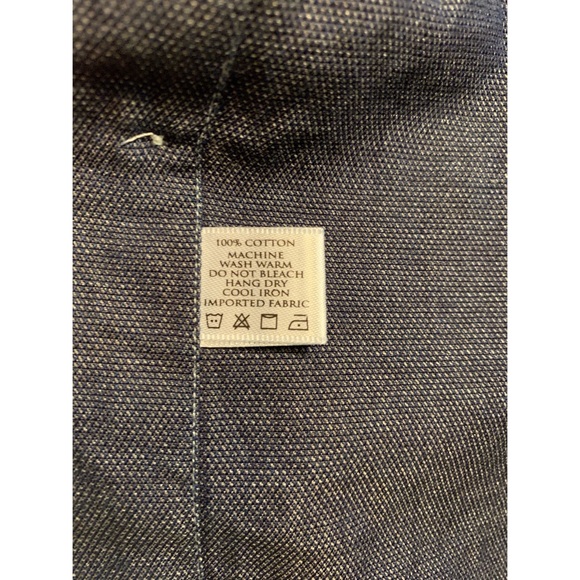 100% COTTON
MACHINE
WASH WARM
DO NOT BLEACH
HANG DRY
COOL IRON
IMPORTED FABRIC